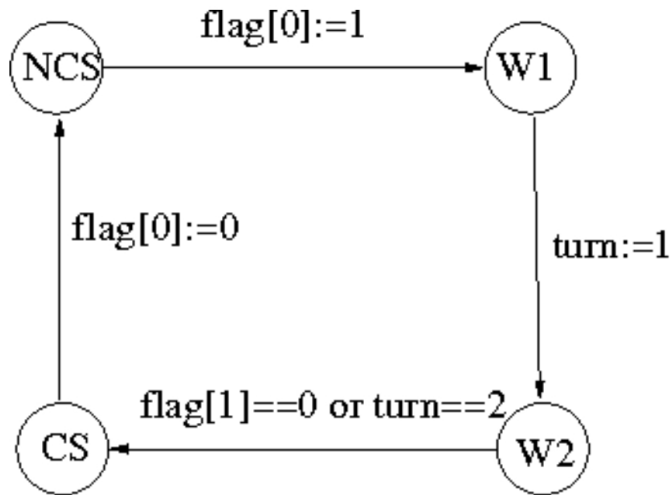 flag[0]:=1
NCS
W1
flag[0]:=0
turn:=1
flag[1]==0 or turn==2
CS
W2